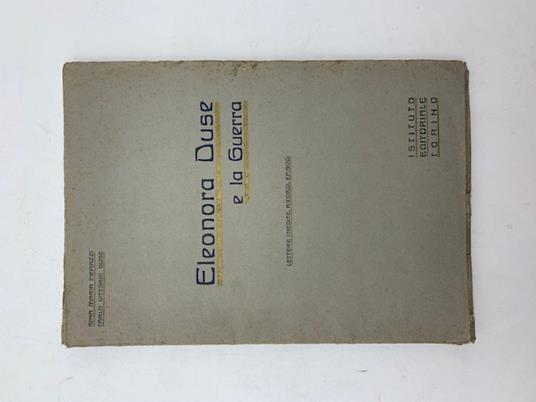 RINA MARIA PIERAZZI
CARLO VITTORIO DUSE
Eleonora Duse
e la Guerra
LETTERE INEDITE, RICORDI, EPISODI
ISTITUTO
EDITORIALE
TORINO